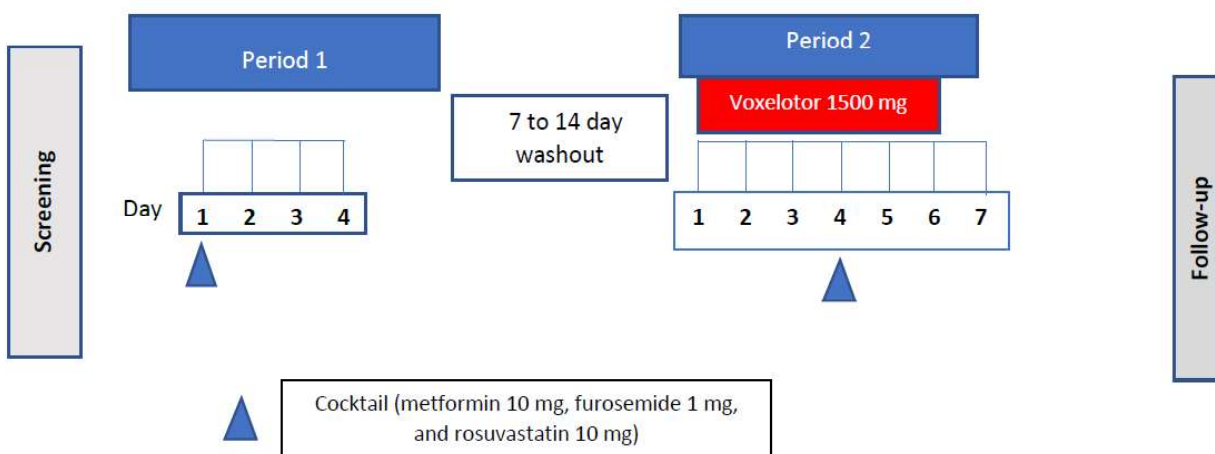 Screening
Period 1
7 to 14 day
washout
Period 2
Voxelotor 1500 mg
Day 1 2 3 4
1 2 3 4 5 6 7
Follow-up
Cocktail (metformin 10 mg, furosemide 1 mg,
and rosuvastatin 10 mg)